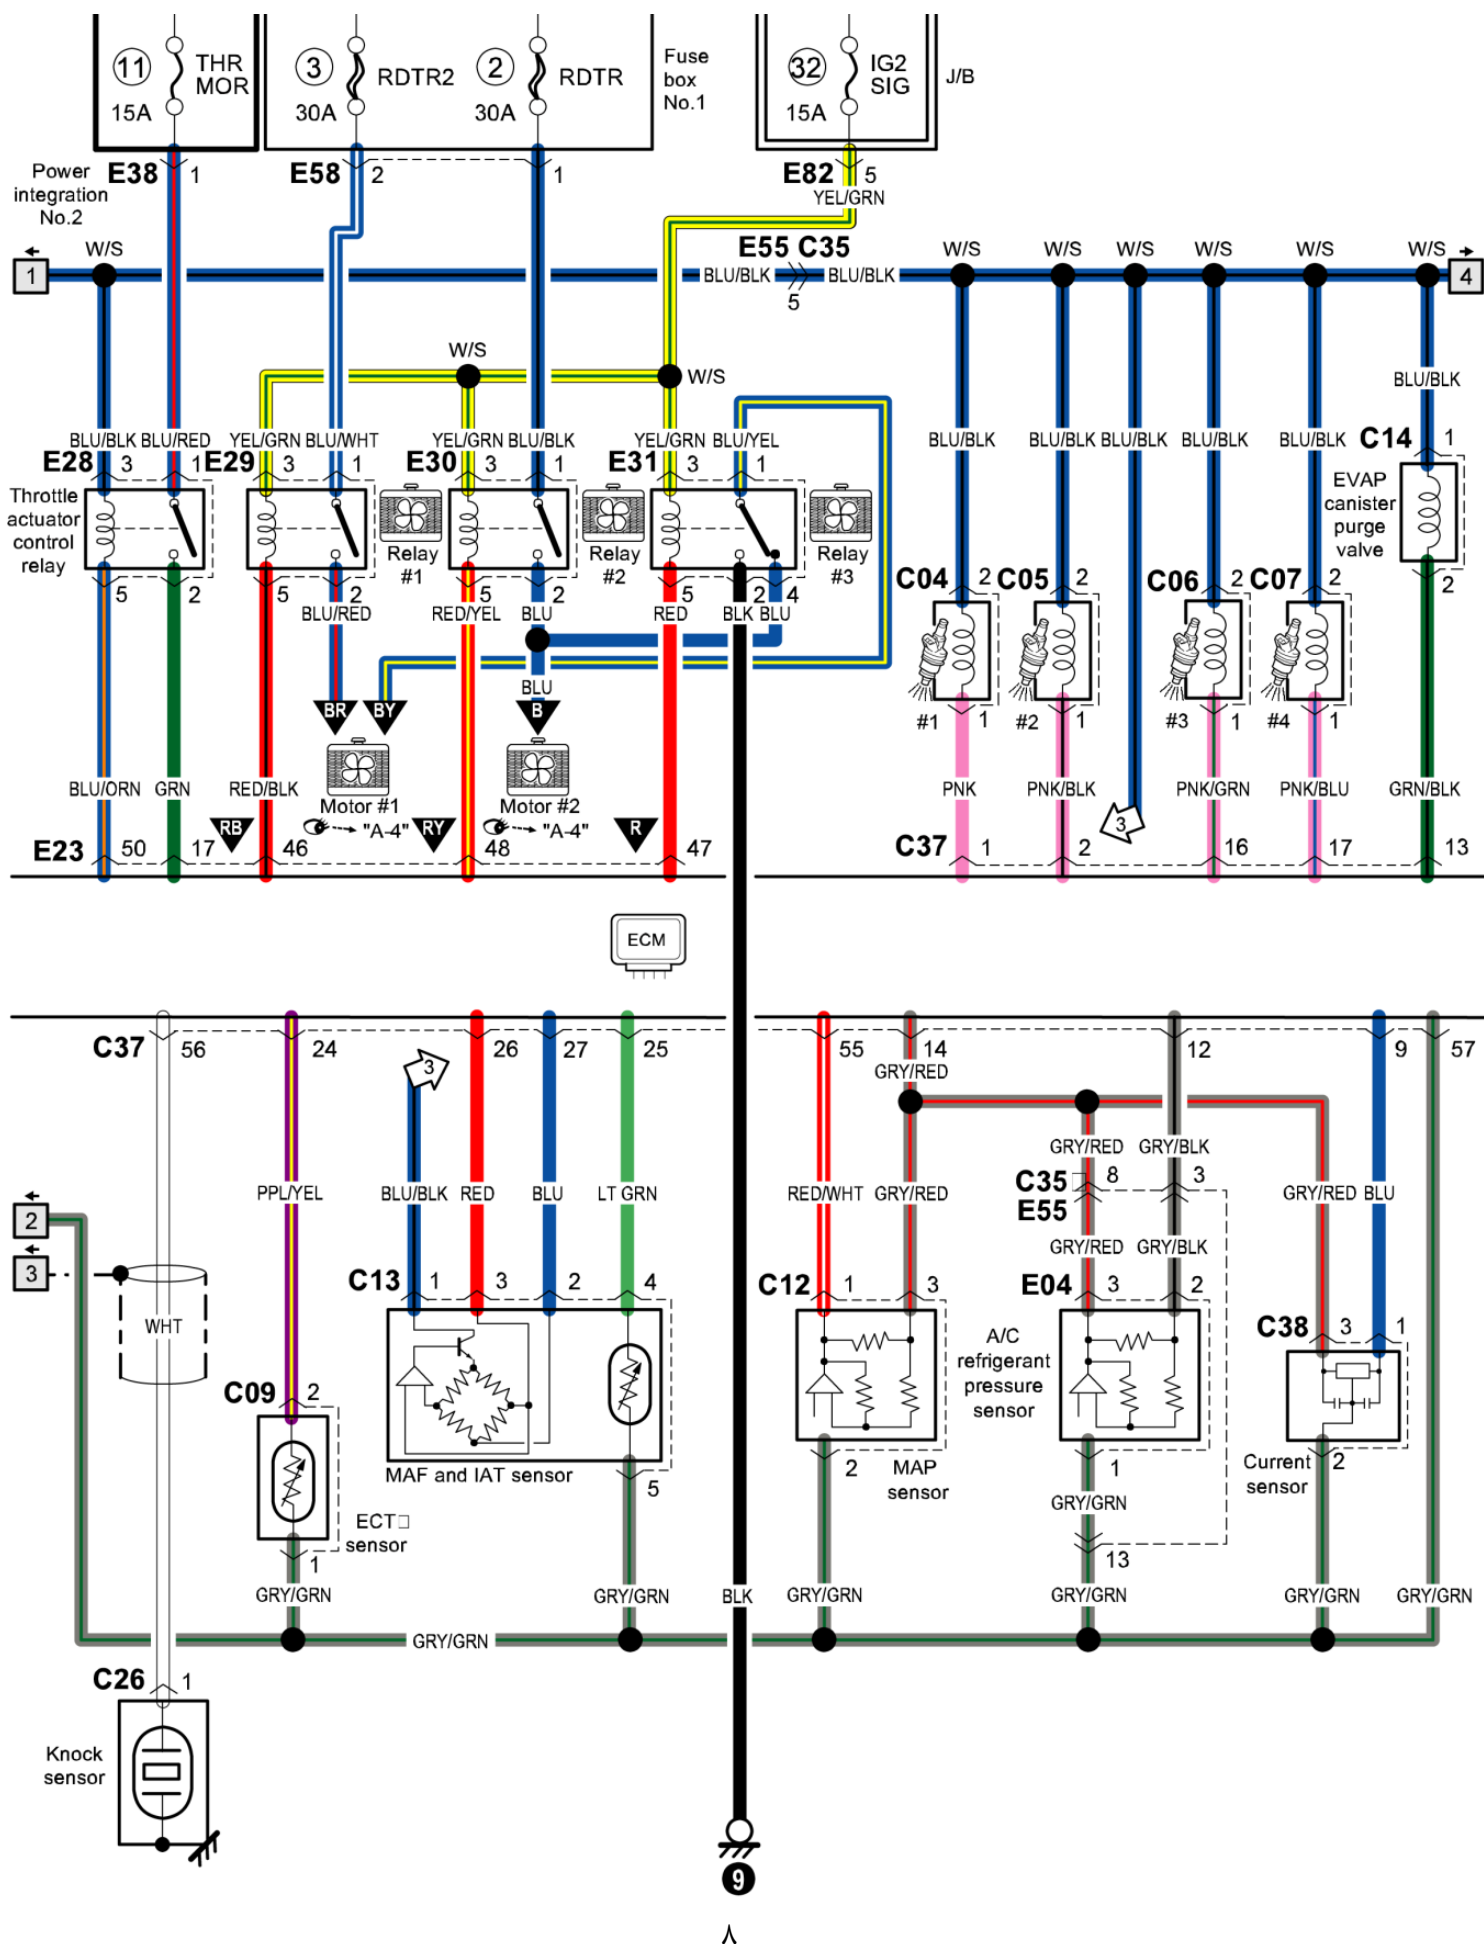 11 THR MOR 15A
3 RDTR2 30A
2 RDTR 30A
Fuse box No.1
32 IG2 SIG 15A
J/B
Power integration No.2
E38 1
E58 2 1
E82 5
YEL/GRN
W/S
E55 C35
W/S W/S W/S W/S W/S W/S
1 BLU/BLK BLU/BLK 4
5
W/S
W/S
BLU/BLK
BLU/BLK BLU/RED YEL/GRN BLU/WHT YEL/GRN BLU/BLK YEL/GRN BLU/YEL BLU/BLK BLU/BLK BLU/BLK BLU/BLK BLU/BLK
C14 1
E28 3 1 E29 3 1 E30 3 1 E31 3 1
Throttle actuator control relay
Relay #1
Relay #2
Relay #3
EVAP canister purge valve
5 2 5 2 5 2 5 2 4
C04 2 C05 2 C06 2 C07 2
2
BLU/RED RED/YEL BLU RED BLK BLU
BLU
BR BY B
#1 1 #2 1 #3 1 #4 1
BLU/ORN GRN RED/BLK
PNK PNK/BLK PNK/GRN PNK/BLU GRN/BLK
Motor #1
"A-4"
Motor #2
"A-4"
RB RY R
3
E23 50 17 46 48 47
C37 1 2 16 17 13
ECM
C37 56 24 26 27 25 55 14 12 9 57
3
GRY/RED
GRY/RED GRY/BLK
C35 8 3
E55
PPL/YEL BLU/BLK RED BLU LT GRN RED/WHT GRY/RED GRY/RED BLU
2
3
GRY/RED GRY/BLK
C13 1 3 2 4
C12 1 3
E04 3 2
WHT
C38 3 1
A/C refrigerant pressure sensor
C09 2
MAF and IAT sensor
5
2 MAP sensor
1
Current sensor 2
GRY/GRN
ECT sensor
1
13
GRY/GRN GRY/GRN BLK GRY/GRN GRY/GRN GRY/GRN GRY/GRN
GRY/GRN
C26 1
Knock sensor
9